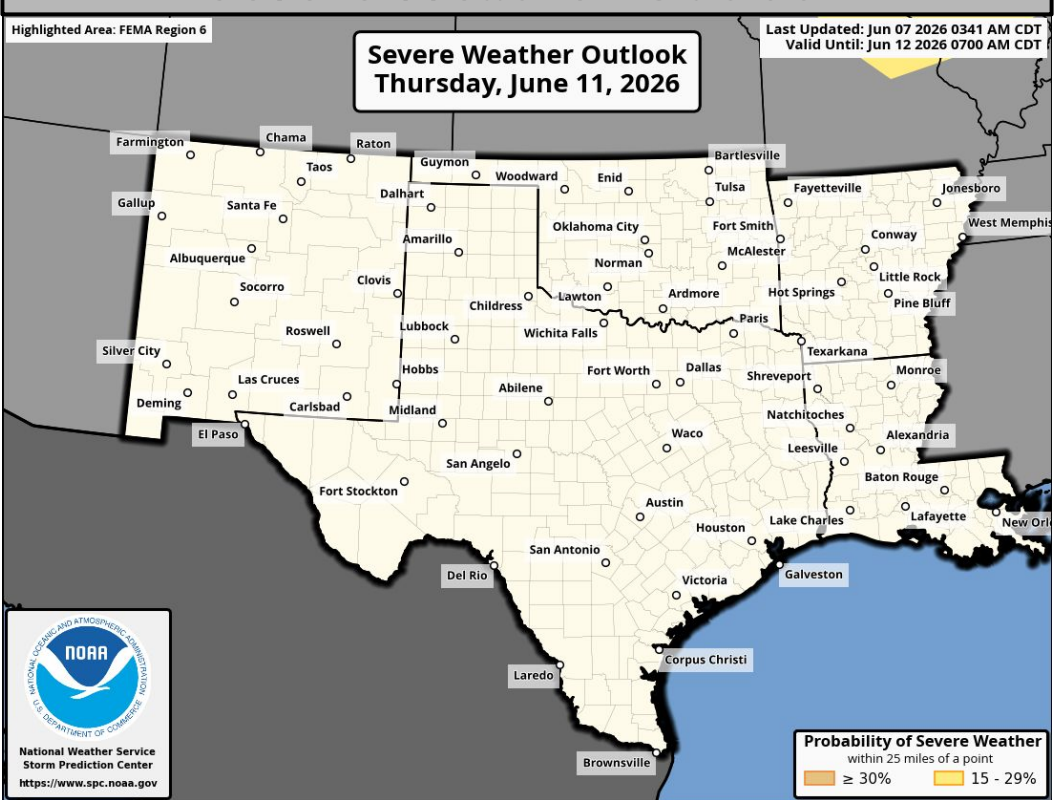 Highlighted Area: FEMA Region 6
Severe Weather Outlook
Thursday, June 11, 2026
Last Updated: Jun 07 2026 0341 AM CDT
Valid Until: Jun 12 2026 0700 AM CDT
Farmington
Chama
Raton
Guymon
Bartlesville
Taos
Woodward
Enid
Tulsa
Fayetteville
Jonesboro
Gallup
Santa Fe
Dalhart
Oklahoma City
Fort Smith
Conway
West Memphis
Albuquerque
Amarillo
Norman
McAlester
Little Rock
Socorro
Clovis
Childress
Lawton
Ardmore
Hot Springs
Pine Bluff
Roswell
Lubbock
Wichita Falls
Paris
Texarkana
Silver City
Las Cruces
Hobbs
Fort Worth
Dallas
Shreveport
Monroe
Deming
Carlsbad
Midland
Abilene
Natchitoches
El Paso
San Angelo
Waco
Leesville
Alexandria
Fort Stockton
Austin
Baton Rouge
Houston
Lake Charles
Lafayette
New Orl
Del Rio
San Antonio
Galveston
Victoria
Laredo
Corpus Christi
Brownsville
NATIONAL OCEANIC AND ATMOSPHERIC ADMINISTRATION
NOAA
U.S. DEPARTMENT OF COMMERCE
National Weather Service
Storm Prediction Center
https://www.spc.noaa.gov
Probability of Severe Weather
within 25 miles of a point
≥ 30%
15 - 29%